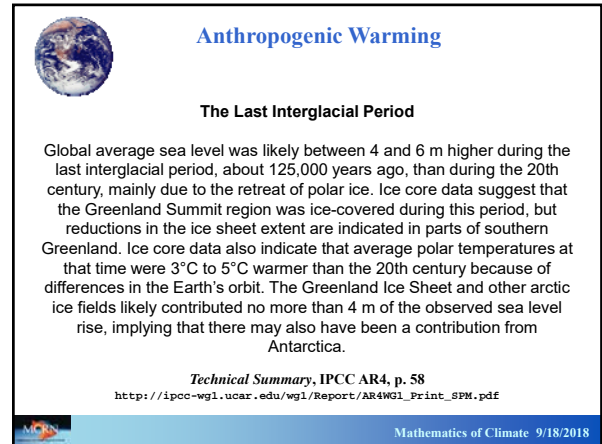 Anthropogenic Warming
The Last Interglacial Period
Global average sea level was likely between 4 and 6 m higher during the
last interglacial period, about 125,000 years ago, than during the 20th
century, mainly due to the retreat of polar ice. Ice core data suggest that
the Greenland Summit region was ice-covered during this period, but
reductions in the ice sheet extent are indicated in parts of southern
Greenland. Ice core data also indicate that average polar temperatures at
that time were 3°C to 5°C warmer than the 20th century because of
differences in the Earth's orbit. The Greenland Ice Sheet and other arctic
ice fields likely contributed no more than 4 m of the observed sea level
rise, implying that there may also have been a contribution from
Antarctica.
Technical Summary, IPCC AR4, p. 58
http://ipcc-wg1.ucar.edu/wg1/Report/AR4WG1_Print_SPM.pdf
MCRN
Mathematics of Climate 9/18/2018